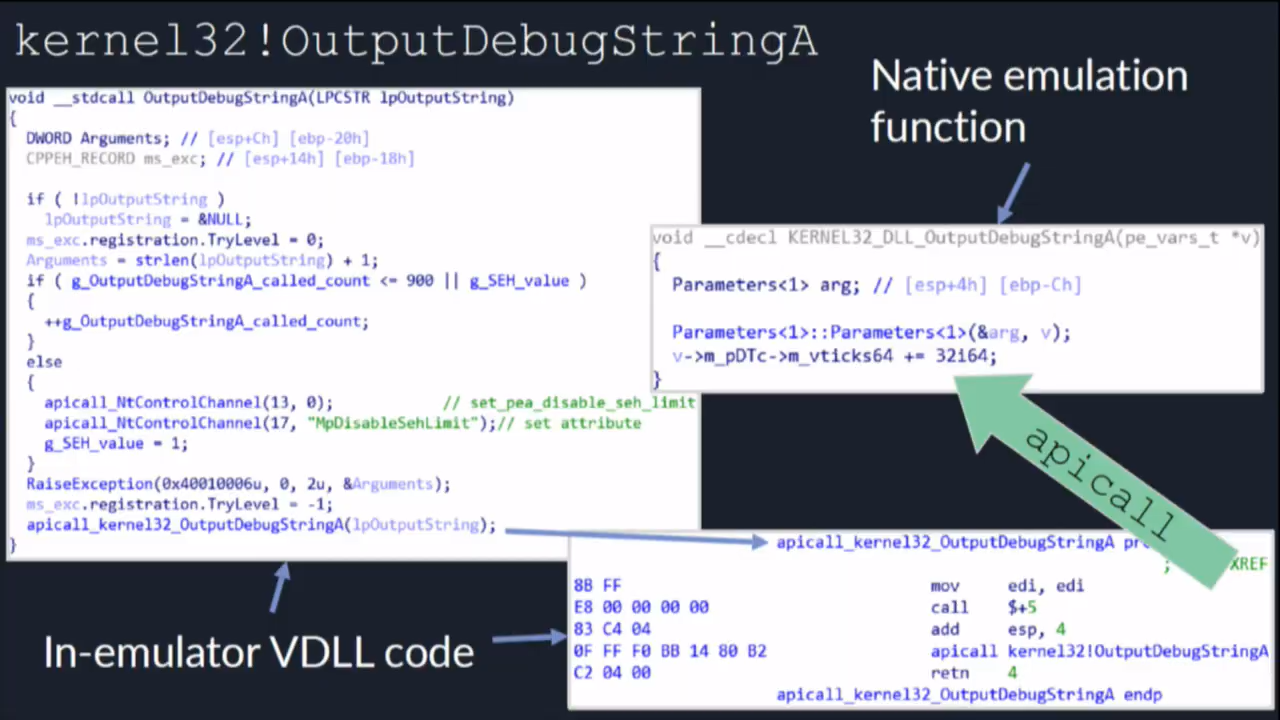 kernel32!OutputDebugStringA
void __stdcall OutputDebugStringA(LPCSTR lpOutputString)
{
DWORD Arguments; // [esp+Ch] [ebp-20h]
CPPEH_RECORD ms_exc; // [esp+14h] [ebp-18h]
if ( !lpOutputString )
lpOutputString = &NULL;
ms_exc.registration.TryLevel = 0;
Arguments = strlen(lpOutputString) + 1;
if ( g_OutputDebugStringA_called_count <= 900 || g_SEH_value )
{
++g_OutputDebugStringA_called_count;
}
else
{
apicall_NtControlChannel(13, 0); // set_pea_disable_seh_limit
apicall_NtControlChannel(17, "MpDisableSehLimit");// set attribute
g_SEH_value = 1;
}
RaiseException(0x40010006u, 0, 2u, &Arguments);
ms_exc.registration.TryLevel = -1;
apicall_kernel32_OutputDebugStringA(lpOutputString);
}
Native emulation
function
void __cdecl KERNEL32_DLL_OutputDebugStringA(pe_vars_t *v)
{
Parameters<1> arg; // [esp+4h] [ebp-Ch]
Parameters<1>::Parameters<1>(&arg, v);
v->m_pDTc->m_vticks64 += 32i64;
}
apicall
In-emulator VDLL code
apicall_kernel32_OutputDebugStringA
; XREF
8B FF mov edi, edi
E8 00 00 00 00 call $+5
83 C4 04 add esp, 4
0F FF F0 BB 14 80 B2 apicall kernel32!OutputDebugStringA
C2 04 00 retn 4
apicall_kernel32_OutputDebugStringA endp